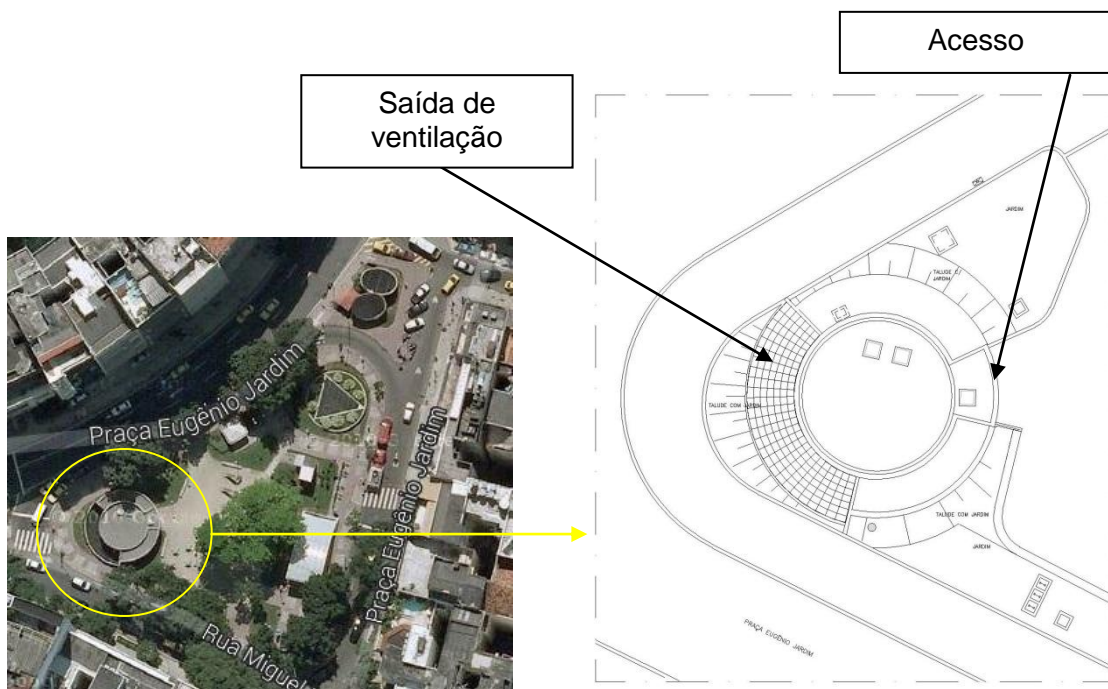 Acesso
Saída de
ventilação
JARDIM
TALUDE C/
JARDIM
TALUDE COM JARDIM
TALUDE COM JARDIM
JARDIM
PRAÇA EUGÊNIO JARDIM
Praça Eugênio Jardim
Praça Eugênio Jardim
Rua Miguel